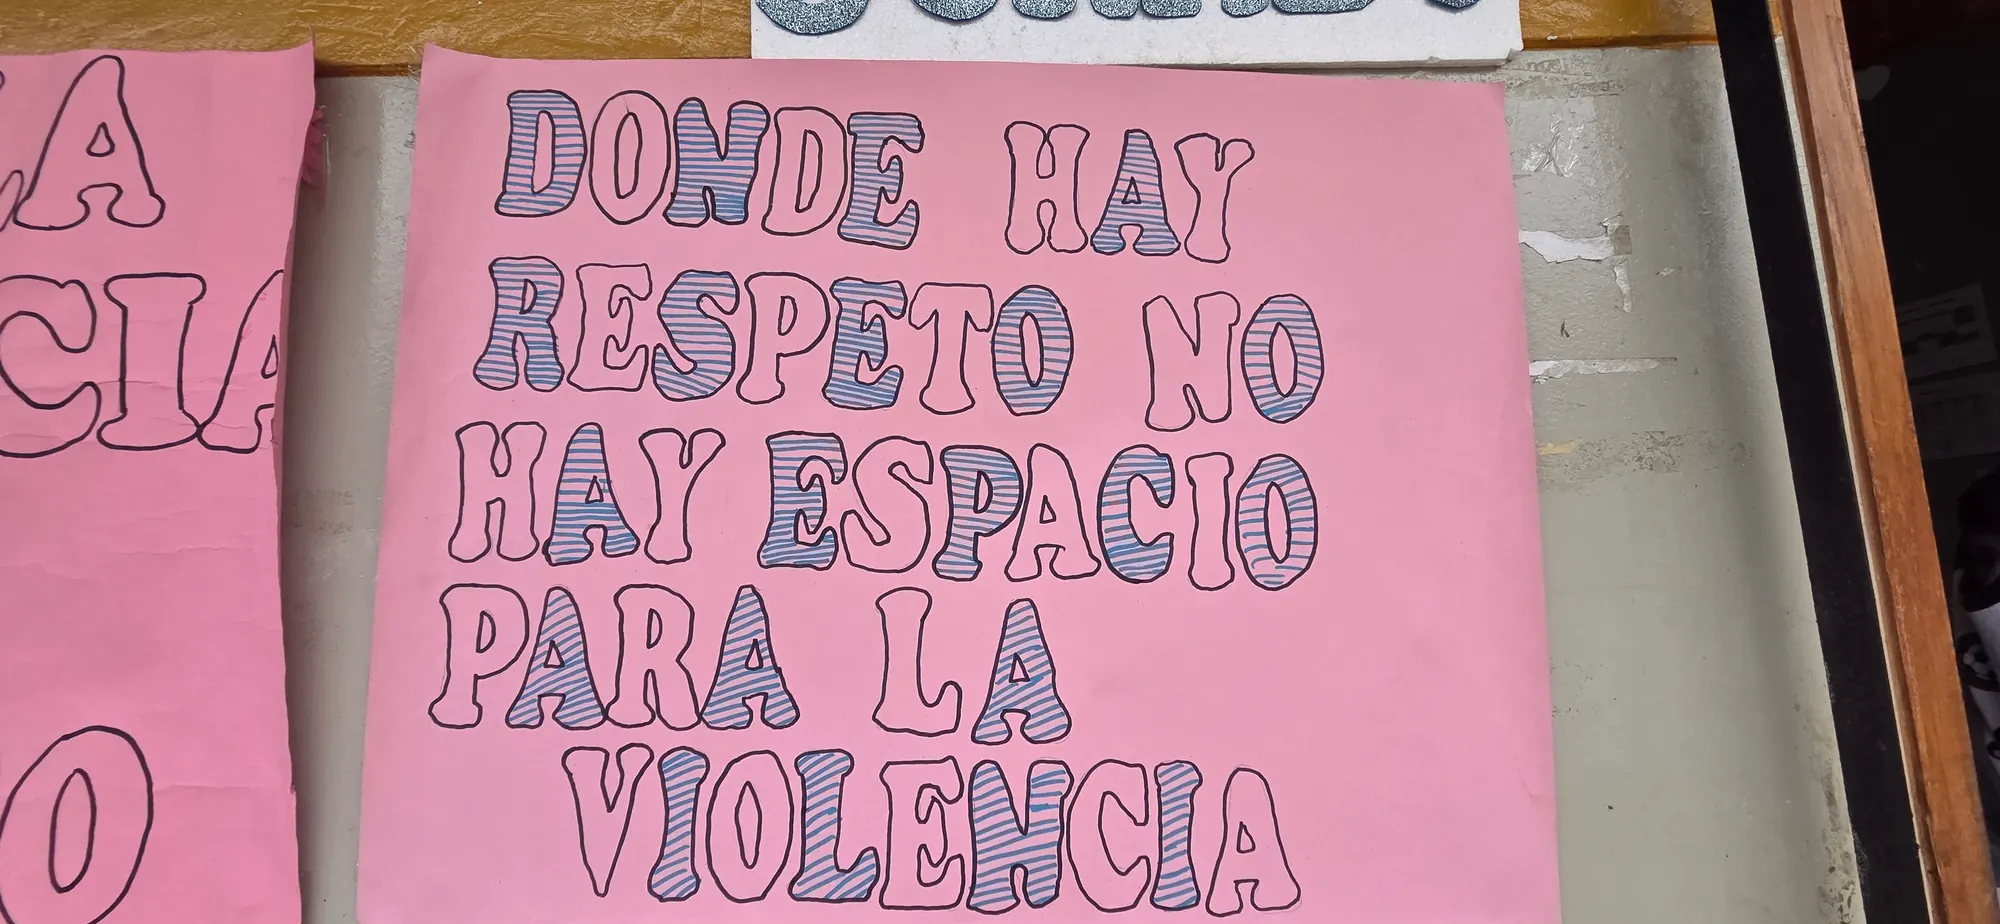 DONDE HAY
RESPETO NO
HAY ESPACIO
PARA LA
VIOLENCIA